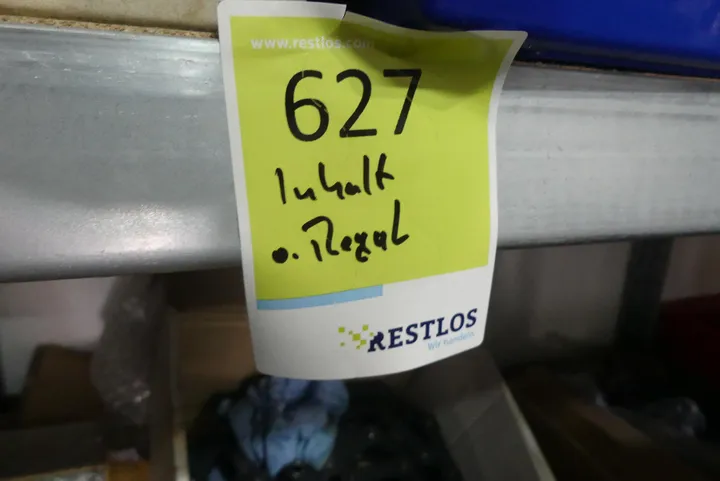 www.restlos.com
627
Inhalt
o. Regal
RESTLOS
Wir handeln